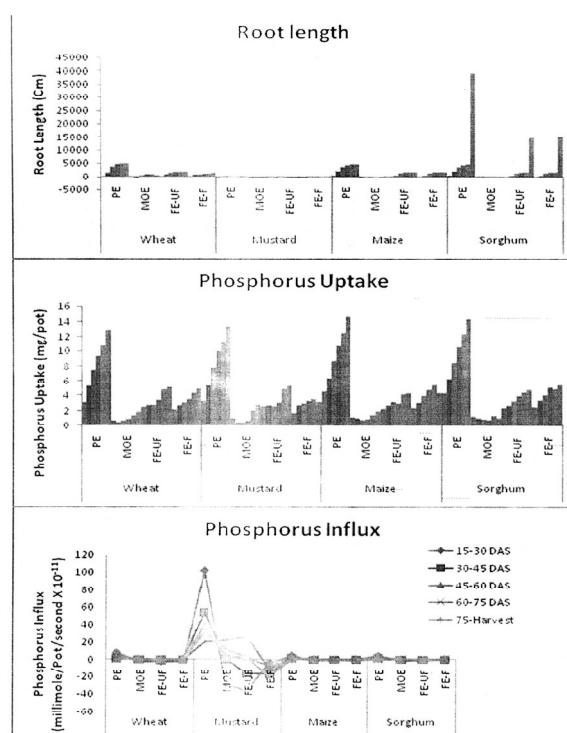 Root length
Root Length (Cm)
45000
40000
35000
30000
25000
20000
15000
10000
5000
0
-5000
PE
MOE
FE-UF
FE-F
PE
MOE
FE-UF
FE-F
PE
MOE
FE-UF
FE-F
PE
MOE
FE-UF
FE-F
Wheat
Mustard
Maize
Sorghum
Phosphorus Uptake
Phosphorus Uptake (mg/pot)
16
14
12
10
8
6
4
2
0
PE
MOE
FE-UF
FE-F
PE
MOE
FE-UF
FE-F
PE
MOE
FE-UF
FE-F
PE
MOE
FE-UF
FE-F
Wheat
Mustard
Maize
Sorghum
Phosphorus Influx
Phosphorus Influx
(millimole/Pot/second X10-11)
120
100
80
60
40
20
0
-20
-40
-60
15-30 DAS
30-45 DAS
45-60 DAS
60-75 DAS
75-Harvest
PE
MOE
FE-UF
FE-F
PE
MOE
FE-UF
FE-F
PE
MOE
FE-UF
FE-F
PE
MOE
FE-UF
FE-F
Wheat
Mustard
Maize
Sorghum